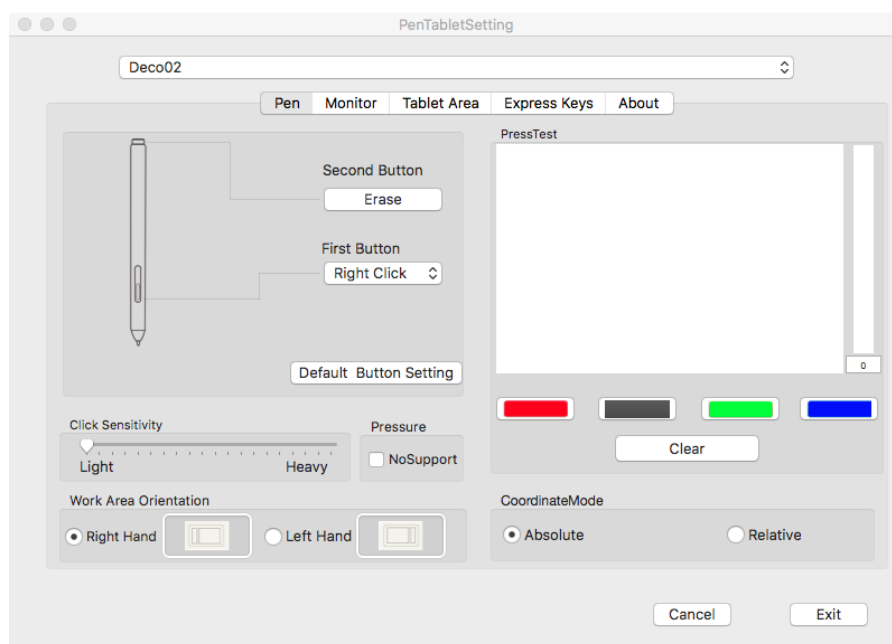 PenTabletSetting
Deco02
Pen Monitor Tablet Area Express Keys About
Second Button
Erase
First Button
Right Click
Default Button Setting
PressTest
0
Clear
Click Sensitivity
Light Heavy
Pressure
NoSupport
Work Area Orientation
Right Hand Left Hand
CoordinateMode
Absolute Relative
Cancel Exit